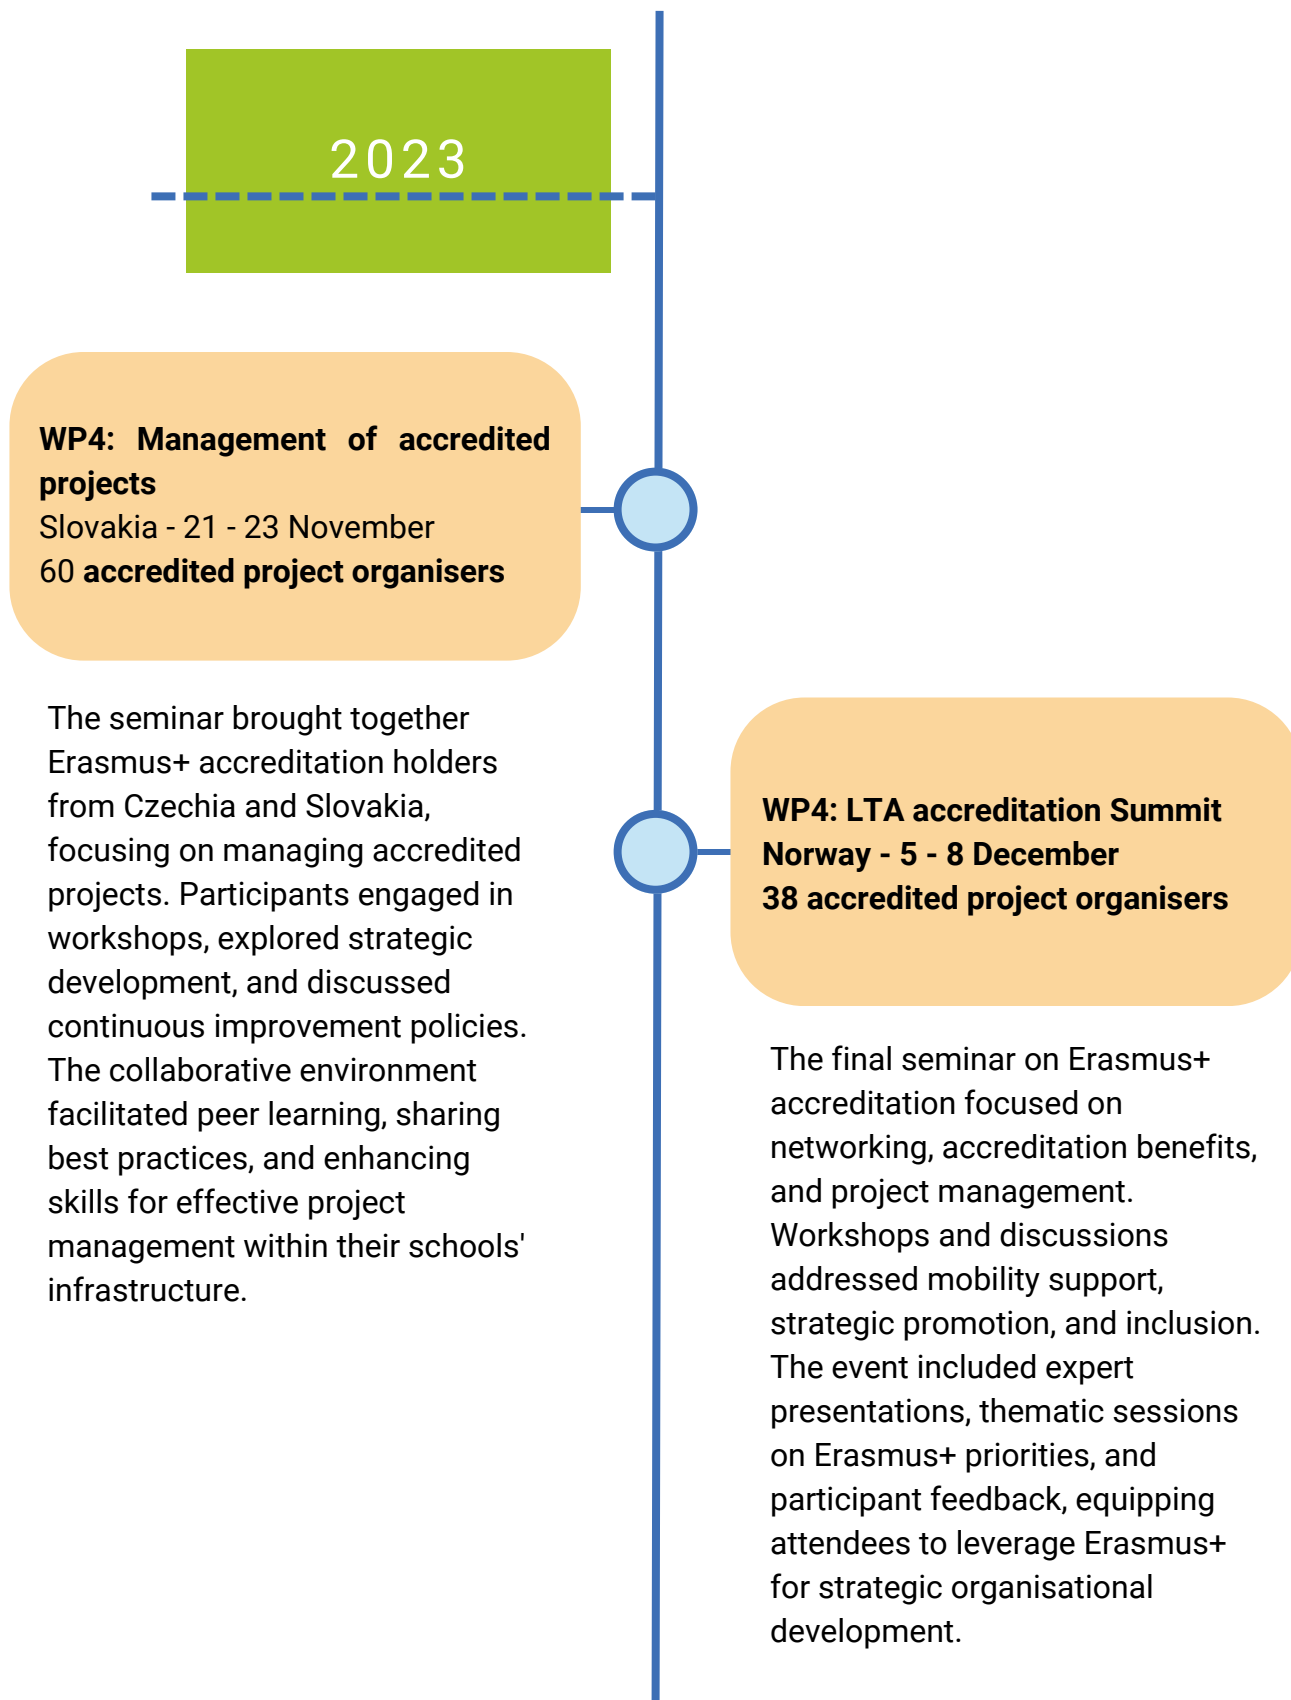 2023
WP4: Management of accredited
projects
Slovakia - 21 - 23 November
60 accredited project organisers
The seminar brought together
Erasmus+ accreditation holders
from Czechia and Slovakia,
focusing on managing accredited
projects. Participants engaged in
workshops, explored strategic
development, and discussed
continuous improvement policies.
The collaborative environment
facilitated peer learning, sharing
best practices, and enhancing
skills for effective project
management within their schools'
infrastructure.
WP4: LTA accreditation Summit
Norway - 5 - 8 December
38 accredited project organisers
The final seminar on Erasmus+
accreditation focused on
networking, accreditation benefits,
and project management.
Workshops and discussions
addressed mobility support,
strategic promotion, and inclusion.
The event included expert
presentations, thematic sessions
on Erasmus+ priorities, and
participant feedback, equipping
attendees to leverage Erasmus+
for strategic organisational
development.